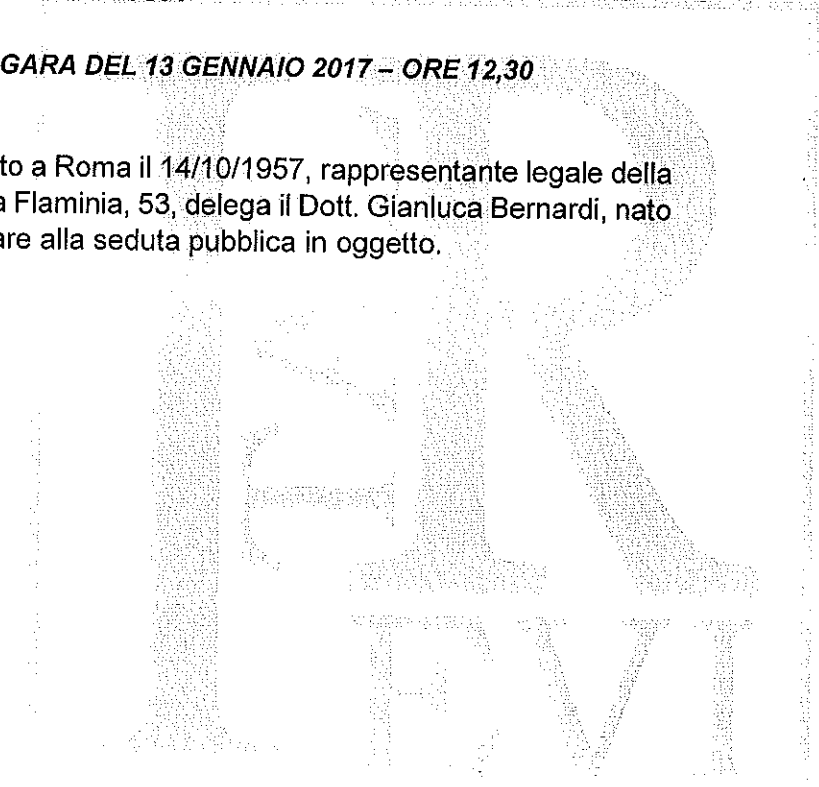 GARA DEL 13 GENNAIO 2017 – ORE 12,30
to a Roma il 14/10/1957, rappresentante legale della
a Flaminia, 53, delega il Dott. Gianluca Bernardi, nato
are alla seduta pubblica in oggetto.